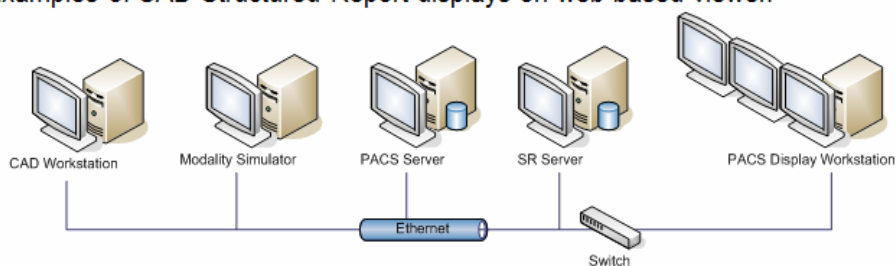 Examples of CAD Structured Report displays on web-based viewer.
CAD Workstation
Modality Simulator
PACS Server
SR Server
PACS Display Workstation
Ethernet
Switch